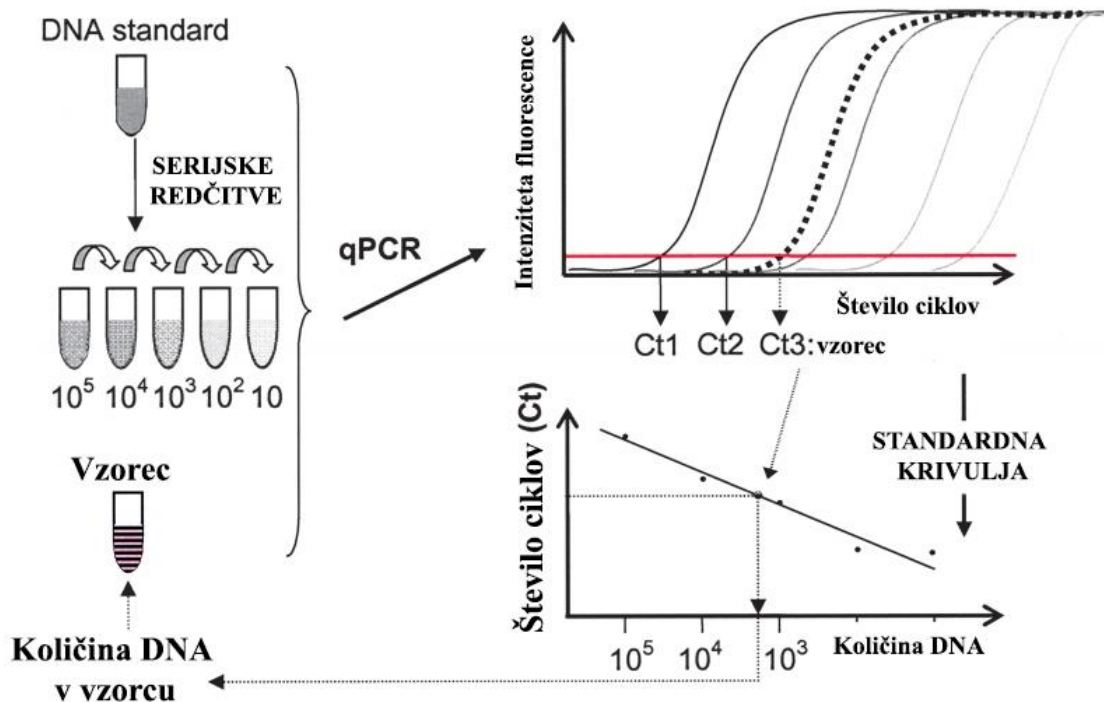 DNA standard
SERIJSKE
REDČITVE
10⁵ 10⁴ 10³ 10² 10
Vzorec
Količina DNA
v vzorcu
qPCR
Intenziteta fluorescence
Število ciklov
Ct1 Ct2 Ct3: vzorec
STANDARDNA
KRIVULJA
Število ciklov (Ct)
10⁵ 10⁴ 10³
Količina DNA